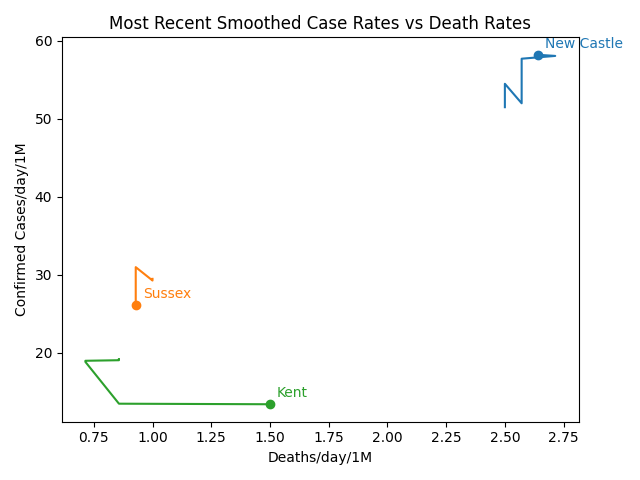 Most Recent Smoothed Case Rates vs Death Rates
New Castle
60
50
40
30
20
Confirmed Cases/day/1M
Sussex
Kent
0.75 1.00 1.25 1.50 1.75 2.00 2.25 2.50 2.75
Deaths/day/1M